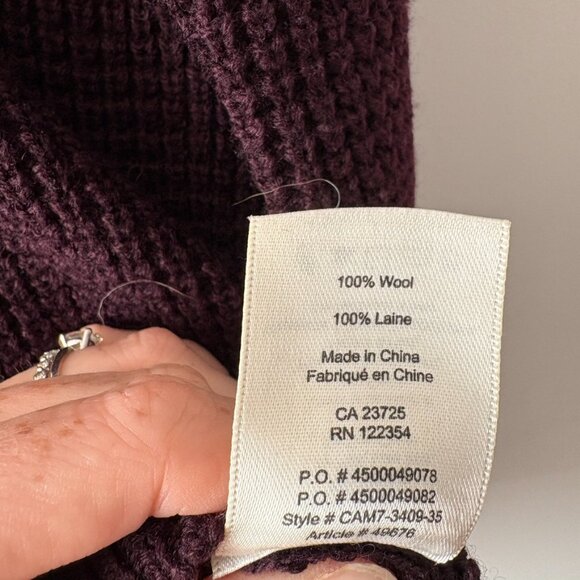 100% Wool
100% Laine
Made in China
Fabriqué en Chine
CA 23725
RN 122354
P.O. # 4500049078
P.O. # 4500049082
Style # CAM7-3409-35
Article # 49676